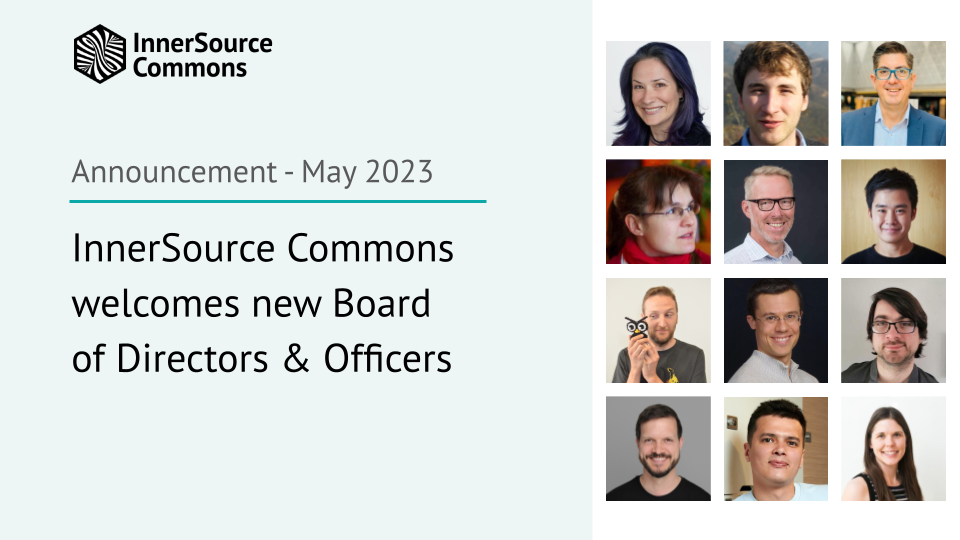 InnerSource
Commons
Announcement - May 2023
InnerSource Commons
welcomes new Board
of Directors & Officers